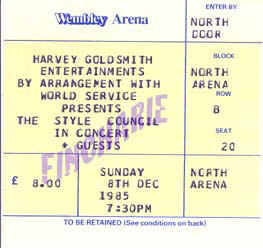 Wembley Arena
ENTER BY
NORTH
DOOR
HARVEY GOLDSMITH
ENTERTAINMENTS
BY ARRANGEMENT WITH
WORLD SERVICE
PRESENTS
THE STYLE COUNCIL
IN CONCERT
+ GUESTS
BLOCK
NORTH
ARENA
ROW
8
SEAT
20
FINCHARIE
£ 8.00
SUNDAY
8TH DEC
1985
7:30PM
NORTH
ARENA
TO BE RETAINED (See conditions on back)